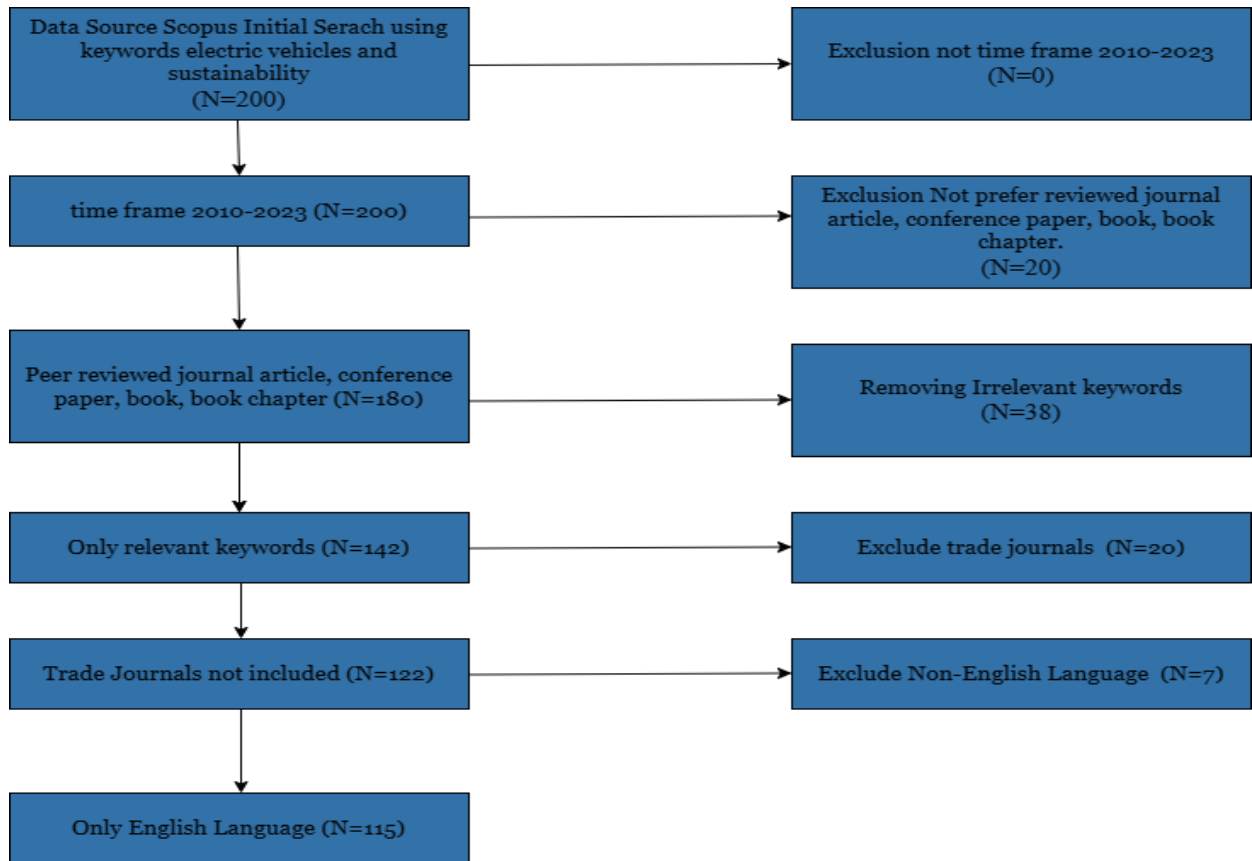 Data Source Scopus Initial Serach using
keywords electric vehicles and
sustainability
(N=200)
Exclusion not time frame 2010-2023
(N=0)
time frame 2010-2023 (N=200)
Exclusion Not prefer reviewed journal
article, conference paper, book, book
chapter.
(N=20)
Peer reviewed journal article, conference
paper, book, book chapter (N=180)
Removing Irrelevant keywords
(N=38)
Only relevant keywords (N=142)
Exclude trade journals (N=20)
Trade Journals not included (N=122)
Exclude Non-English Language (N=7)
Only English Language (N=115)